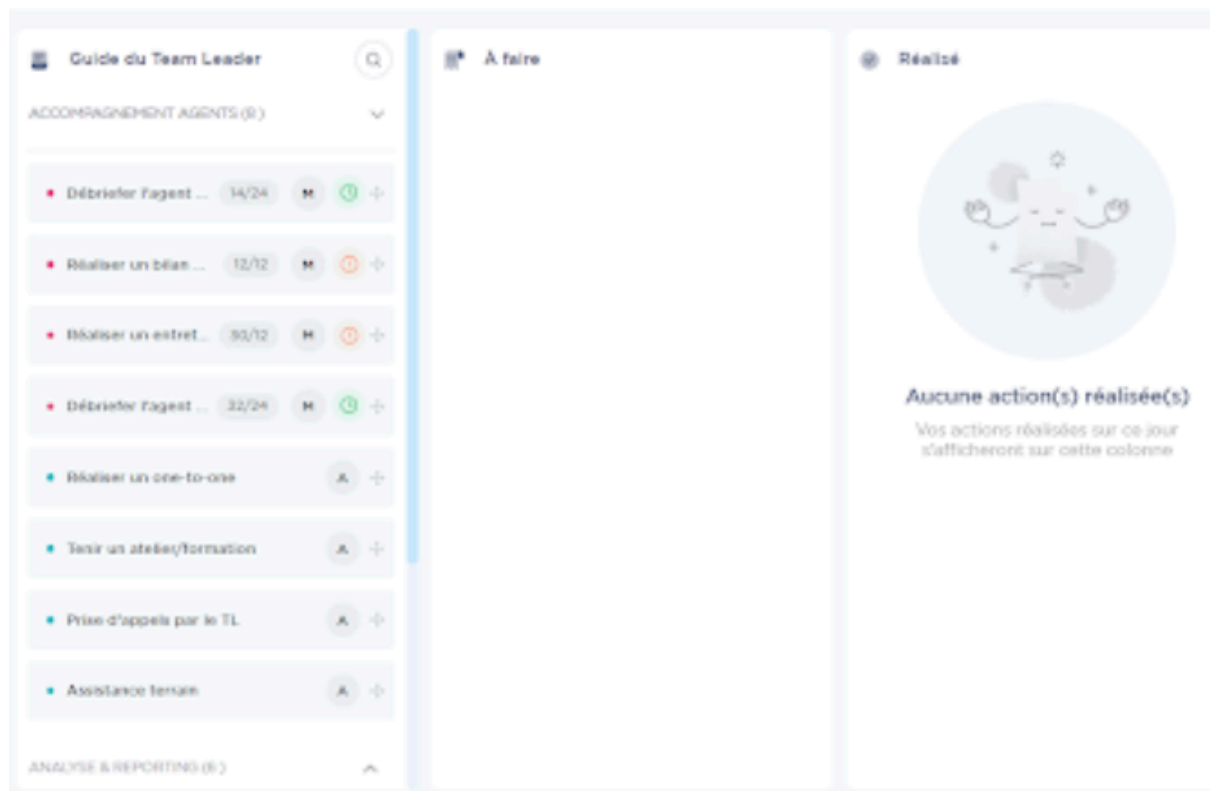 Guide du Team Leader
ACCOMPAGNEMENT AGENTS (8)
Débriefer l'agent ... 14/24 M
Réaliser un bilan ... 12/12 M
Réaliser un entret... 30/12 M
Débriefer l'agent ... 32/24 M
Réaliser un one-to-one A
Tenir un atelier/formation A
Prise d'appels par le TL A
Assistance terrain A
ANALYSE & REPORTING (6)
À faire
Réalisé
Aucune action(s) réalisée(s)
Vos actions réalisées sur ce jour
s'afficheront sur cette colonne